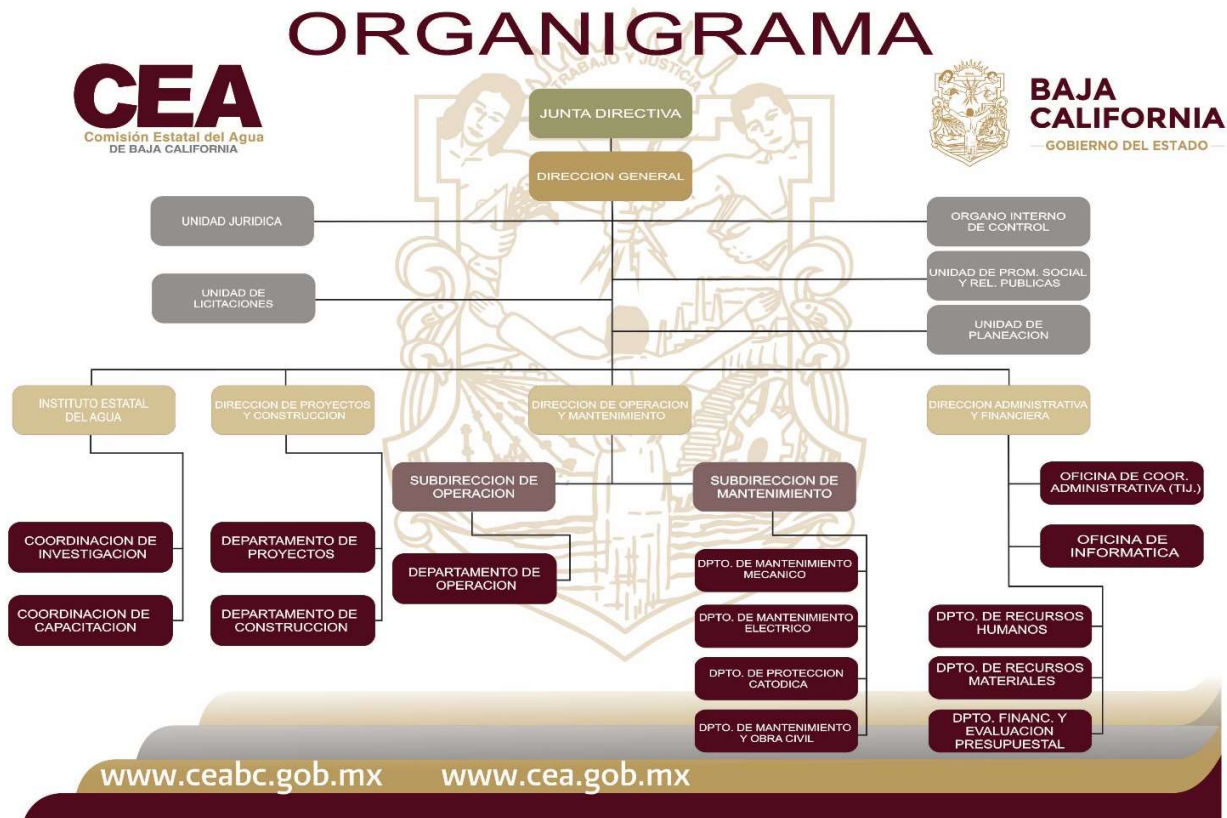 ORGANIGRAMA
CEA
Comisión Estatal del Agua
DE BAJA CALIFORNIA
TRABAJO Y JUSTICIA
BAJA
CALIFORNIA
GOBIERNO DEL ESTADO
JUNTA DIRECTIVA
DIRECCION GENERAL
UNIDAD JURIDICA
ORGANO INTERNO
DE CONTROL
UNIDAD DE PROM. SOCIAL
Y REL. PUBLICAS
UNIDAD DE
LICITACIONES
UNIDAD DE
PLANEACION
INSTITUTO ESTATAL
DEL AGUA
DIRECCION DE PROYECTOS
Y CONSTRUCCION
DIRECCION DE OPERACION
Y MANTENIMIENTO
DIRECCION ADMINISTRATIVA
Y FINANCIERA
SUBDIRECCION DE
OPERACION
SUBDIRECCION DE
MANTENIMIENTO
OFICINA DE COOR.
ADMINISTRATIVA (TIJ.)
COORDINACION DE
INVESTIGACION
DEPARTAMENTO DE
PROYECTOS
OFICINA DE
INFORMATICA
DEPARTAMENTO DE
OPERACION
DPTO. DE MANTENIMIENTO
MECANICO
COORDINACION DE
CAPACITACION
DEPARTAMENTO DE
CONSTRUCCION
DPTO. DE MANTENIMIENTO
ELECTRICO
DPTO. DE RECURSOS
HUMANOS
DPTO. DE PROTECCION
CATODICA
DPTO. DE RECURSOS
MATERIALES
DPTO. DE MANTENIMIENTO
Y OBRA CIVIL
DPTO. FINANC. Y
EVALUACION
PRESUPUESTAL
www.ceabc.gob.mx
www.cea.gob.mx